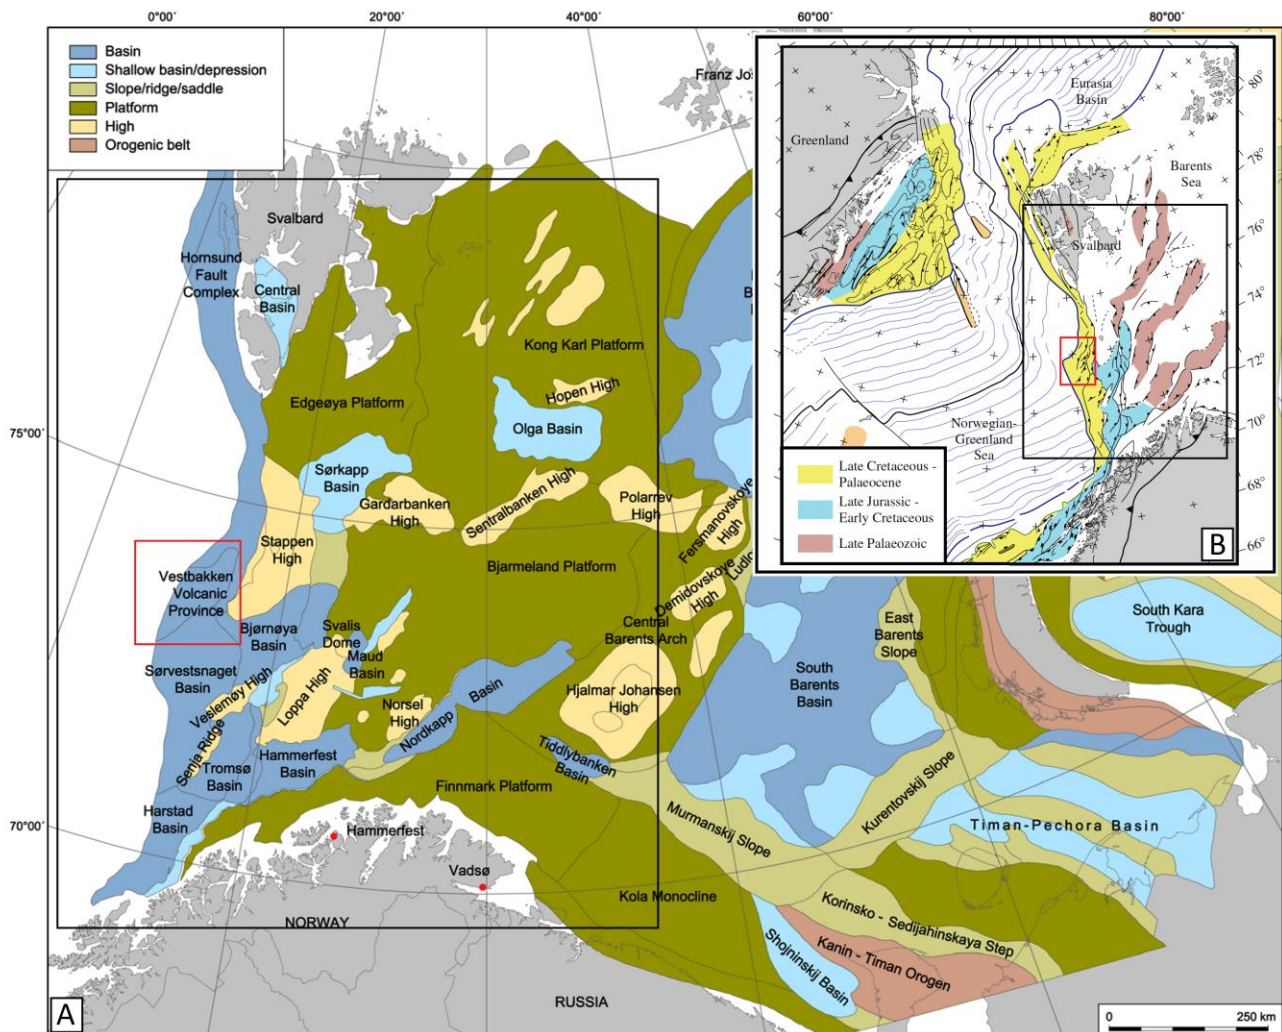 0°00'
20°00'
40°00'
60°00'
80°00'
Basin
Shallow basin/depression
Slope/ridge/saddle
Platform
High
Orogenic belt
Franz Jos
Svalbard
Hornsund
Fault
Complex
Central
Basin
Kong Karl Platform
Hopen High
Edgeøya Platform
Olga Basin
75°00'
Sørkapp
Basin
Gardarbanken
High
Sentralbanken High
Polarrev
High
Fersmanovskoye
High
Ludlo
Stappen
High
Bjarmeland Platform
Demidovskoye
High
Vestbakken
Volcanic
Province
Bjørnøya
Basin
Svalis
Dome
Maud
Basin
Central
Barents Arch
East
Barents
Slope
South Kara
Trough
Sørvestsnaget
Basin
Veslemøy High
Loppa High
Norsel
High
Nordkapp
Basin
Hjalmar Johansen
High
South
Barents
Basin
Senja Ridge
Tromsø
Basin
Hammerfest
Basin
Tiddlybanken
Basin
Harstad
Basin
Finnmark Platform
Murmanskij Slope
Kurentovskij Slope
Timan-Pechora Basin
70°00'
Hammerfest
Vadsø
Kola Monocline
NORWAY
Korinsko - Sedijahinskaya Step
Shojninskij Basin
Kanin - Timan Orogen
RUSSIA
A
0
250 km
Eurasia
Basin
Greenland
Barents
Sea
Svalbard
Norwegian-
Greenland
Sea
80°
78°
76°
74°
72°
70°
68°
66°
Late Cretaceous -
Palaeocene
Late Jurassic -
Early Cretaceous
Late Palaeozoic
B